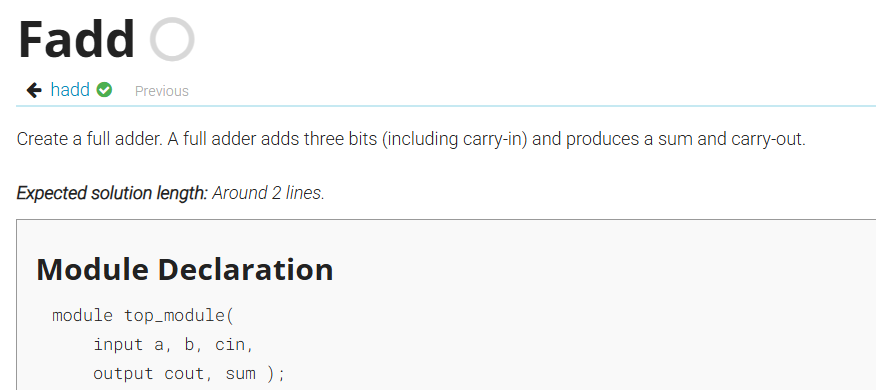 Fadd
hadd Previous
Create a full adder. A full adder adds three bits (including carry-in) and produces a sum and carry-out.
Expected solution length: Around 2 lines.
Module Declaration
module top_module(
    input a, b, cin,
    output cout, sum );